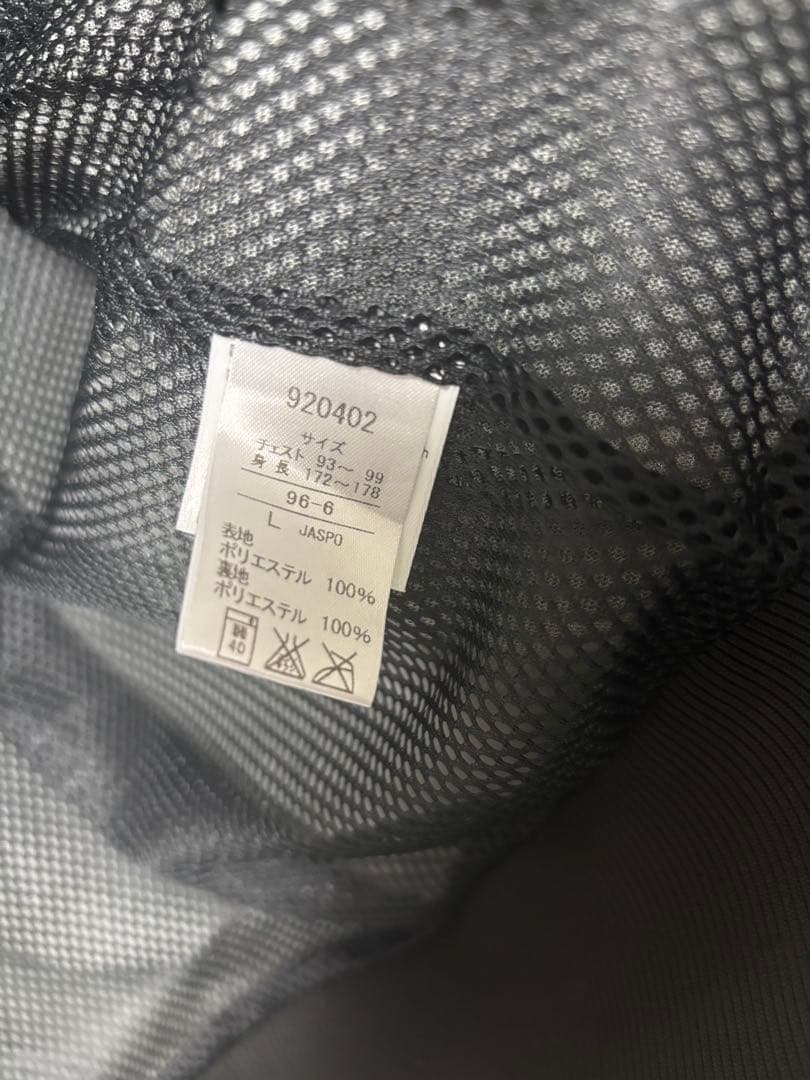 920402
サイズ
チェスト 93～ 99
身 長 172～178
96-6
L JASPO
表地
ポリエステル 100%
裏地
ポリエステル 100%
弱
40